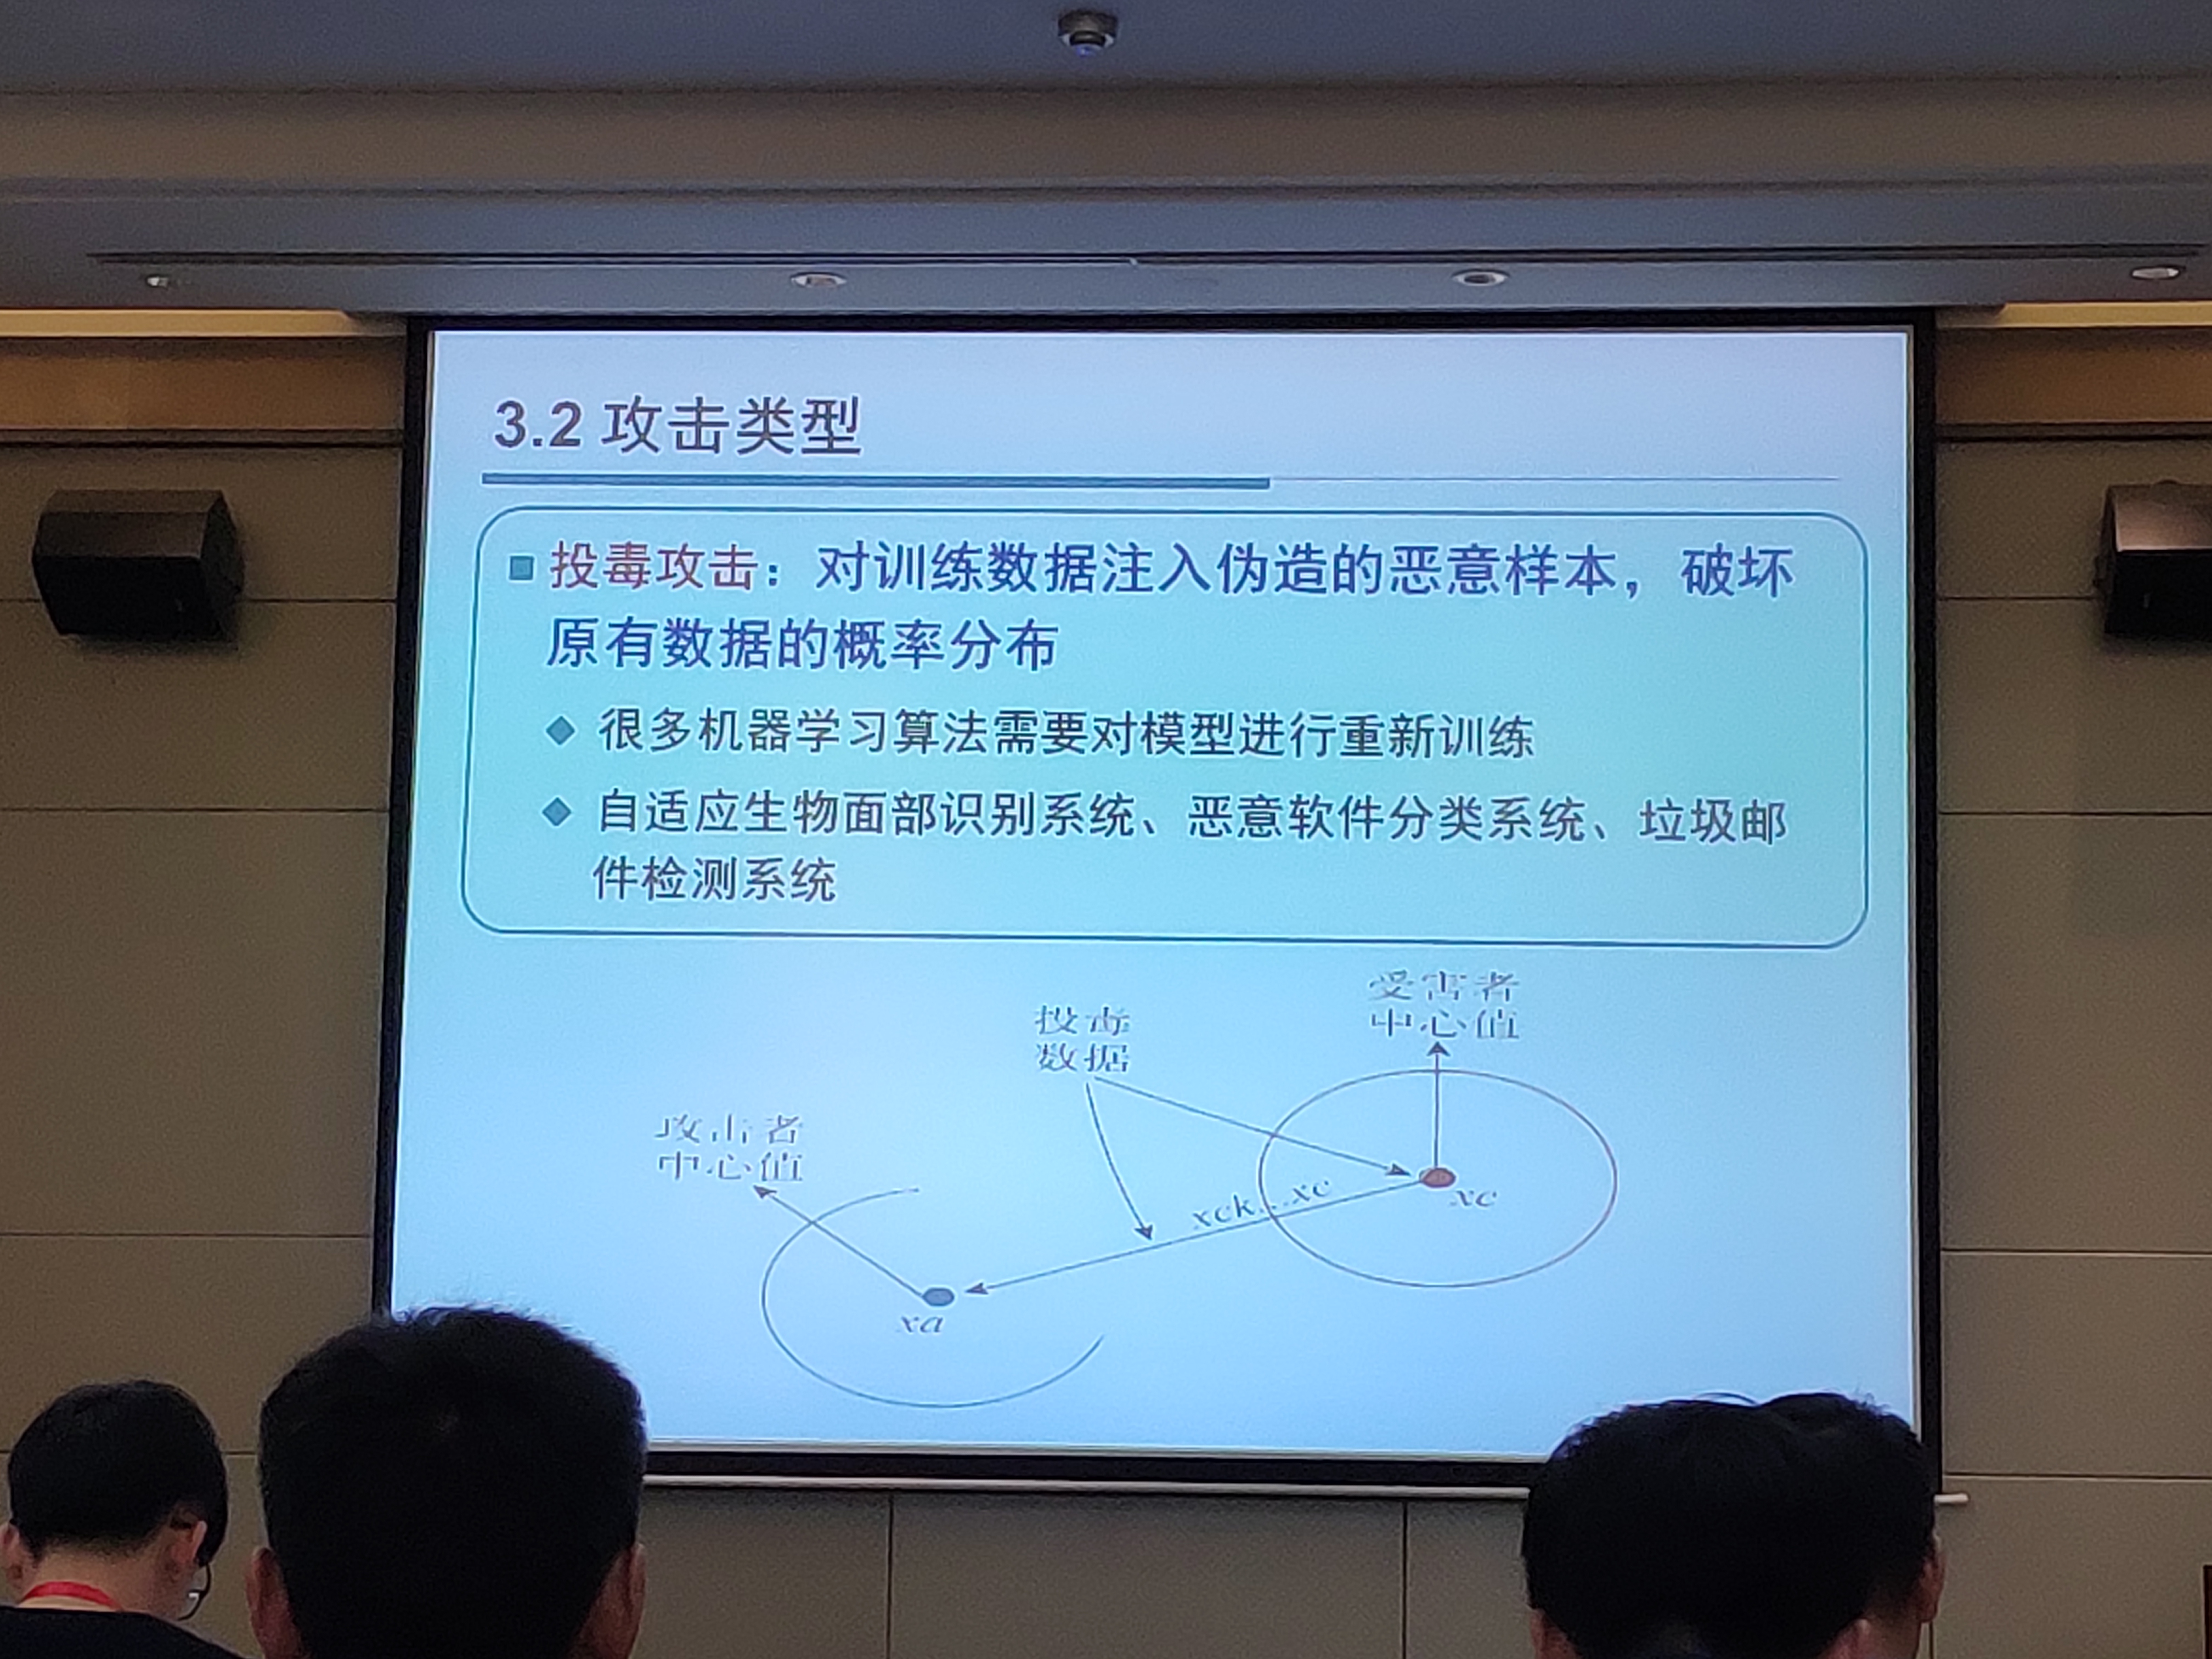 3.2 攻击类型
投毒攻击：对训练数据注入伪造的恶意样本，破坏
原有数据的概率分布
很多机器学习算法需要对模型进行重新训练
自适应生物面部识别系统、恶意软件分类系统、垃圾邮
件检测系统
受害者
中心值
投毒
数据
攻击者
中心值
xck...xc
xc
xa